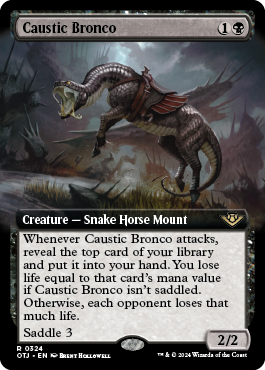 Caustic Bronco 1
Creature — Snake Horse Mount
Whenever Caustic Bronco attacks,
reveal the top card of your library
and put it into your hand. You lose
life equal to that card's mana value
if Caustic Bronco isn't saddled.
Otherwise, each opponent loses that
much life.
Saddle 3
2/2
R 0324
OTJ • EN Brent Hollowell
™ & © 2024 Wizards of the Coast